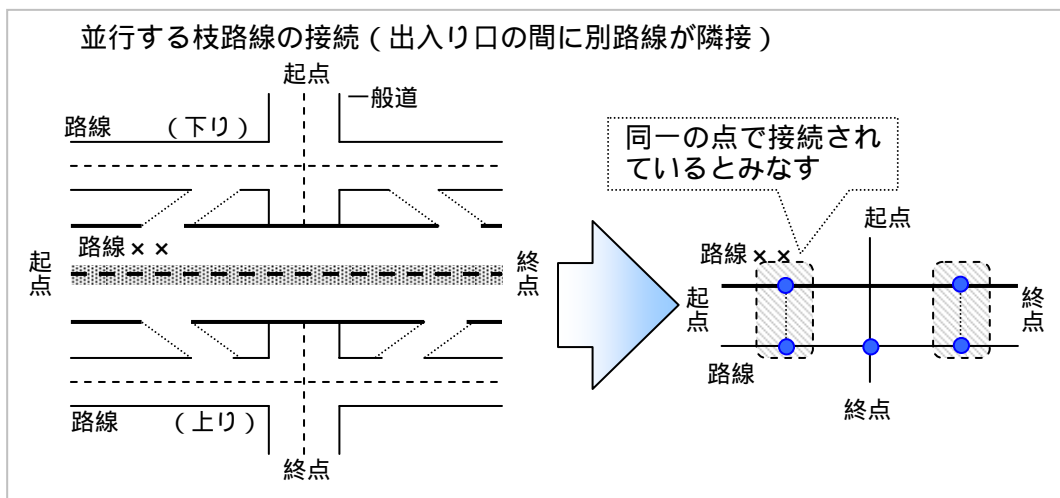 並行する枝路線の接続（出入り口の間に別路線が隣接）
起点
一般道
路線　　（下り）
路線××
起点
終点
路線　　（上り）
終点
同一の点で接続され
ているとみなす
起点
路線××
起点
終点
路線
終点